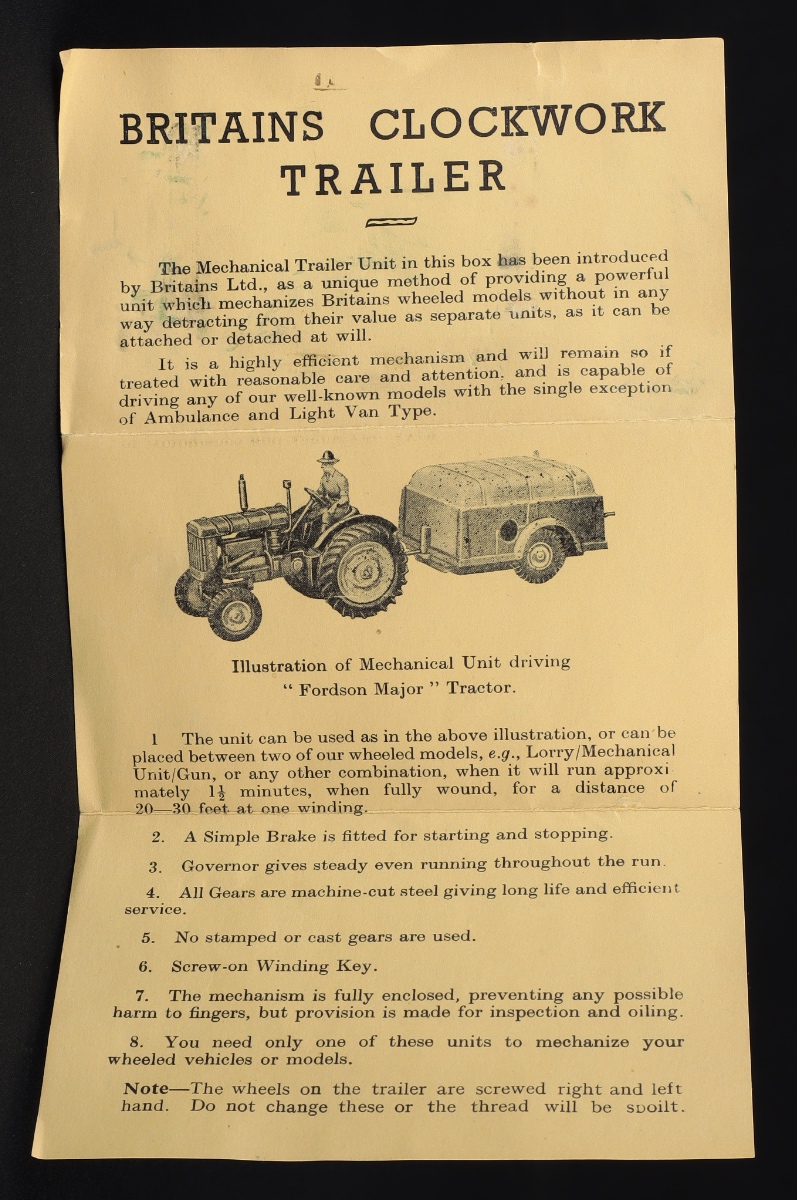 BRITAINS CLOCKWORK
TRAILER
The Mechanical Trailer Unit in this box has been introduced
by Britains Ltd., as a unique method of providing a powerful
unit which mechanizes Britains wheeled models without in any
way detracting from their value as separate units, as it can be
attached or detached at will.
It is a highly efficient mechanism and will remain so if
treated with reasonable care and attention, and is capable of
driving any of our well-known models with the single exception
of Ambulance and Light Van Type.
Illustration of Mechanical Unit driving
“ Fordson Major ” Tractor.
1 The unit can be used as in the above illustration, or can be
placed between two of our wheeled models, e.g., Lorry/Mechanical
Unit/Gun, or any other combination, when it will run approxi
mately 1½ minutes, when fully wound, for a distance of
20—30 feet at one winding.
2. A Simple Brake is fitted for starting and stopping.
3. Governor gives steady even running throughout the run.
4. All Gears are machine-cut steel giving long life and efficient
service.
5. No stamped or cast gears are used.
6. Screw-on Winding Key.
7. The mechanism is fully enclosed, preventing any possible
harm to fingers, but provision is made for inspection and oiling.
8. You need only one of these units to mechanize your
wheeled vehicles or models.
Note—The wheels on the trailer are screwed right and left
hand. Do not change these or the thread will be spoilt.